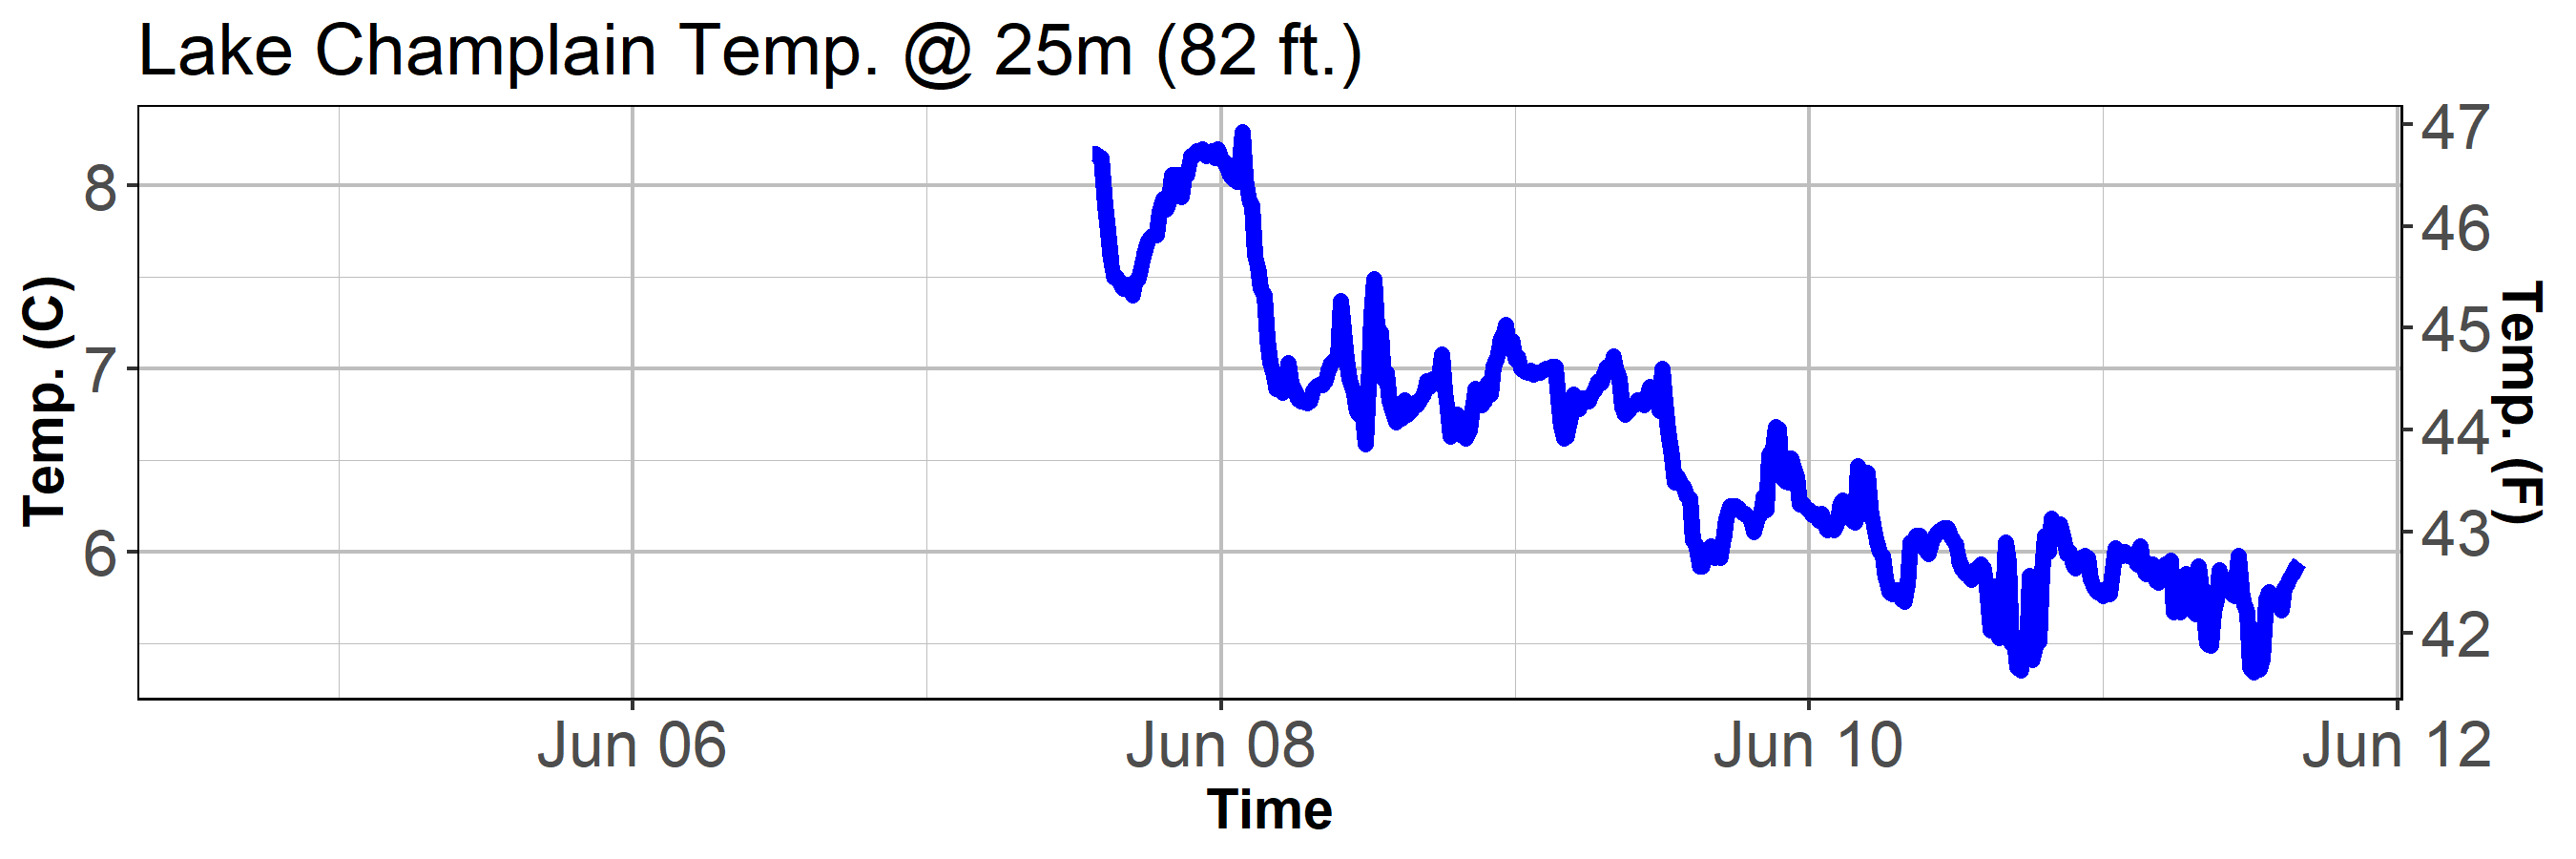 Lake Champlain Temp. @ 25m (82 ft.)
Temp. (C)
8
7
6
47
46
45
44
43
42
Temp. (F)
Jun 06
Jun 08
Jun 10
Jun 12
Time